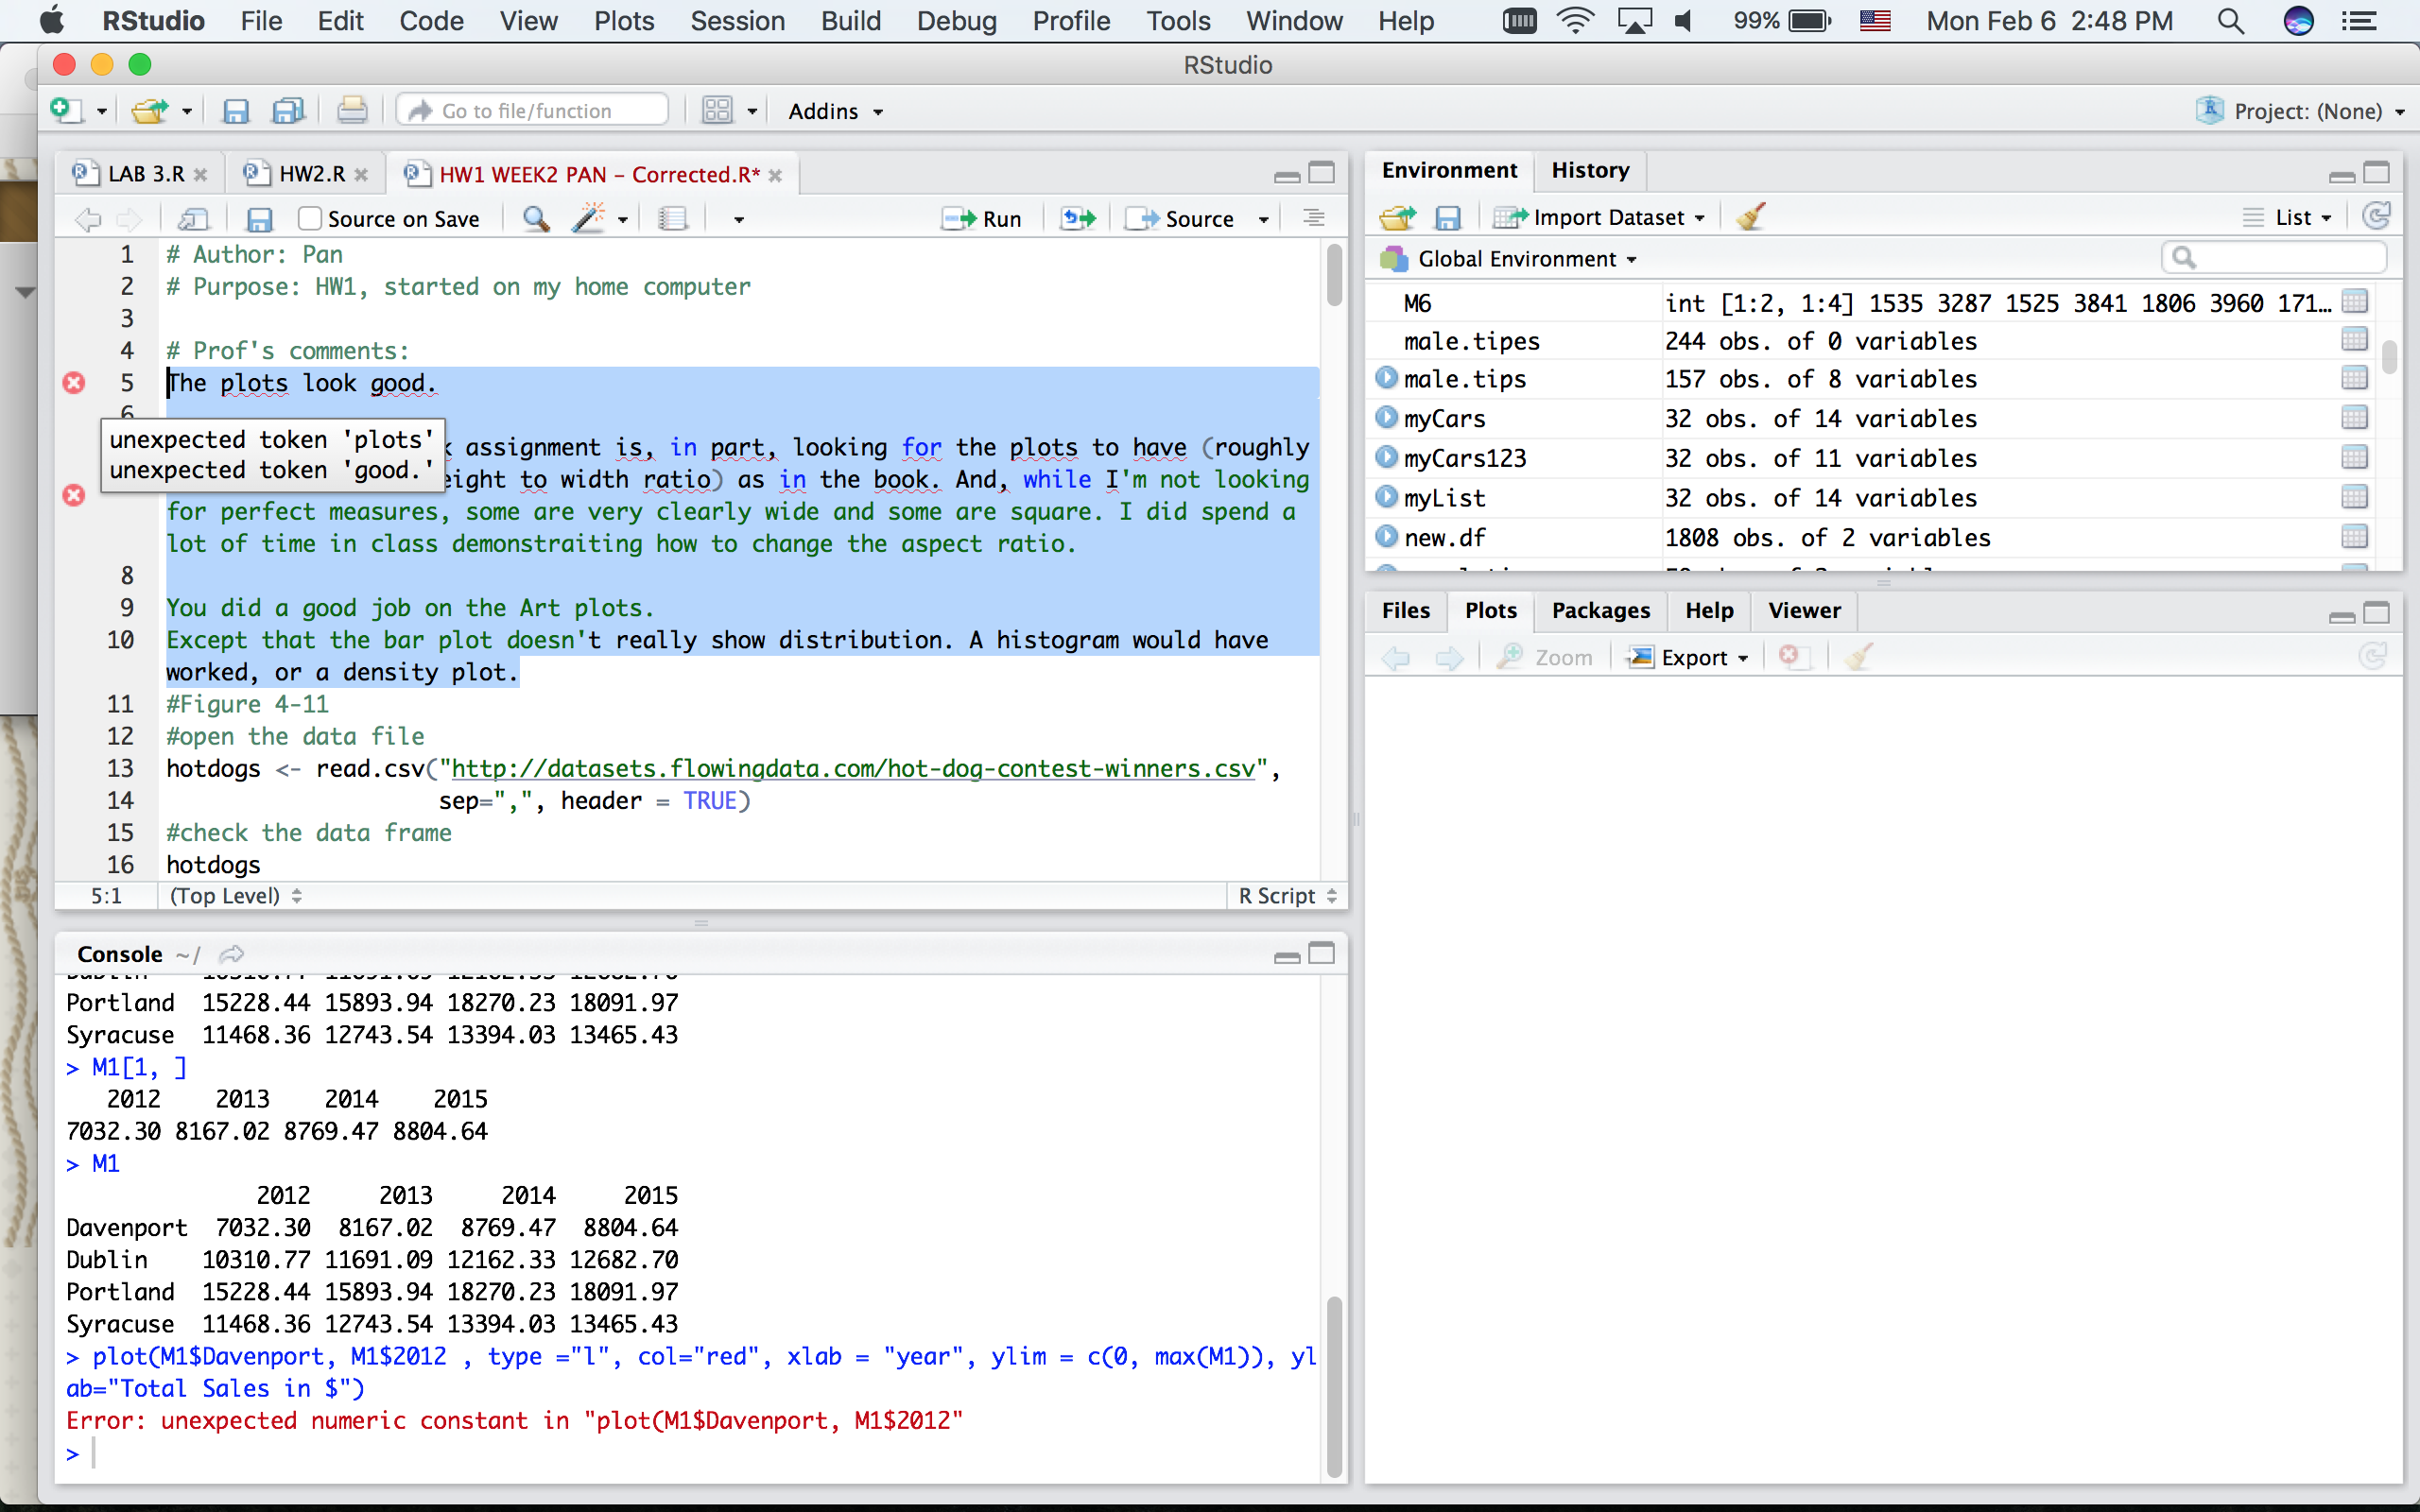 RStudio File Edit Code View Plots Session Build Debug Profile Tools Window Help 99% Mon Feb 6 2:48 PM
RStudio
Go to file/function Addins Project: (None)
LAB 3.R HW2.R HW1 WEEK2 PAN – Corrected.R*
Source on Save Run Source
1 # Author: Pan
2 # Purpose: HW1, started on my home computer
3
4 # Prof's comments:
5 The plots look good.
6
unexpected token 'plots'
unexpected token 'good.'
assignment is, in part, looking for the plots to have (roughly
eight to width ratio) as in the book. And, while I'm not looking
for perfect measures, some are very clearly wide and some are square. I did spend a
lot of time in class demonstraiting how to change the aspect ratio.
8
9 You did a good job on the Art plots.
10 Except that the bar plot doesn't really show distribution. A histogram would have
worked, or a density plot.
11 #Figure 4-11
12 #open the data file
13 hotdogs <- read.csv("http://datasets.flowingdata.com/hot-dog-contest-winners.csv",
14 sep=",", header = TRUE)
15 #check the data frame
16 hotdogs
5:1 (Top Level) R Script
Console ~/
Portland 15228.44 15893.94 18270.23 18091.97
Syracuse 11468.36 12743.54 13394.03 13465.43
> M1[1, ]
2012 2013 2014 2015
7032.30 8167.02 8769.47 8804.64
> M1
2012 2013 2014 2015
Davenport 7032.30 8167.02 8769.47 8804.64
Dublin 10310.77 11691.09 12162.33 12682.70
Portland 15228.44 15893.94 18270.23 18091.97
Syracuse 11468.36 12743.54 13394.03 13465.43
> plot(M1$Davenport, M1$2012 , type ="l", col="red", xlab = "year", ylim = c(0, max(M1)), yl
ab="Total Sales in $")
Error: unexpected numeric constant in "plot(M1$Davenport, M1$2012"
>
Environment History
Import Dataset List
Global Environment
M6 int [1:2, 1:4] 1535 3287 1525 3841 1806 3960 171…
male.tipes 244 obs. of 0 variables
male.tips 157 obs. of 8 variables
myCars 32 obs. of 14 variables
myCars123 32 obs. of 11 variables
myList 32 obs. of 14 variables
new.df 1808 obs. of 2 variables
Files Plots Packages Help Viewer
Zoom Export